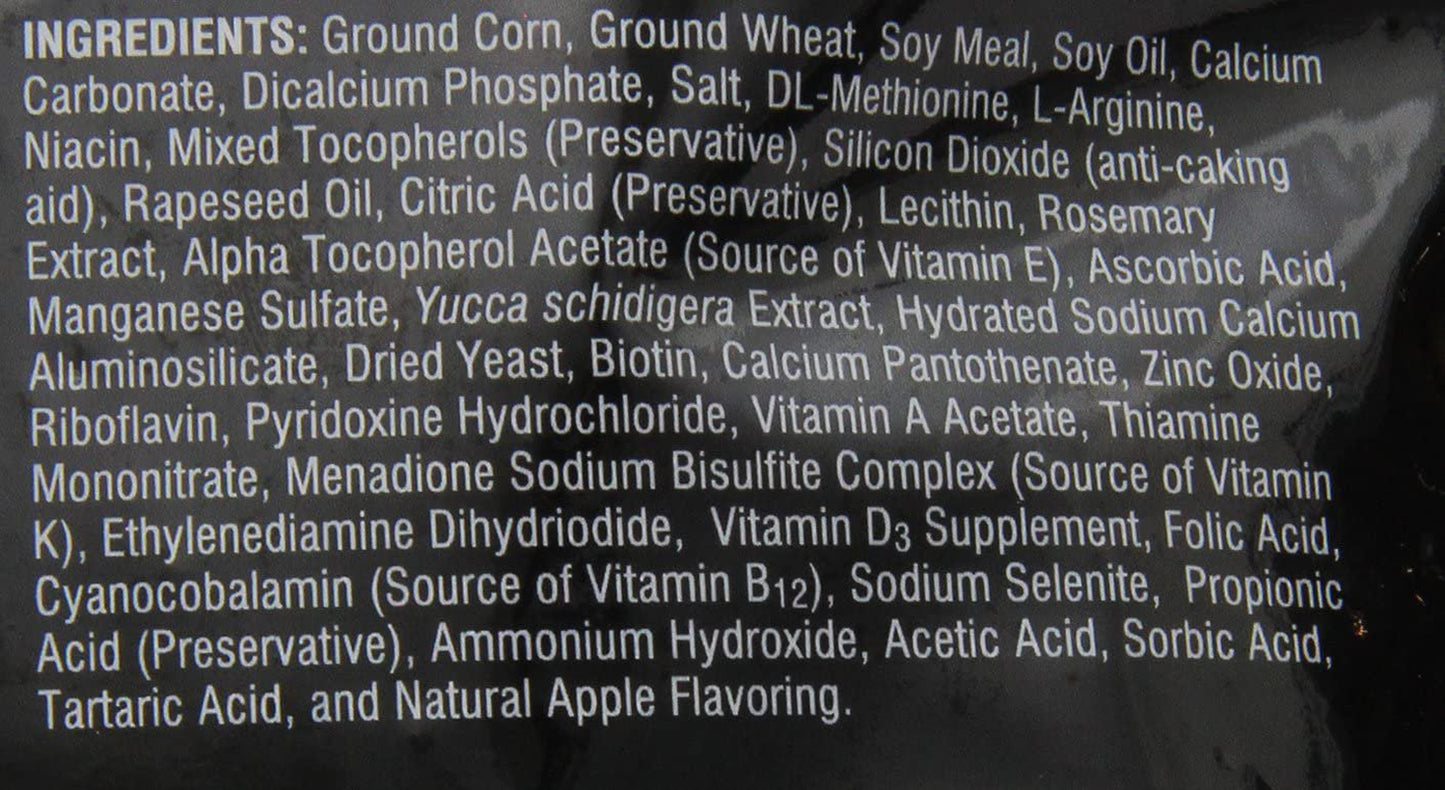 INGREDIENTS: Ground Corn, Ground Wheat, Soy Meal, Soy Oil, Calcium
Carbonate, Dicalcium Phosphate, Salt, DL-Methionine, L-Arginine,
Niacin, Mixed Tocopherols (Preservative), Silicon Dioxide (anti-caking
aid), Rapeseed Oil, Citric Acid (Preservative), Lecithin, Rosemary
Extract, Alpha Tocopherol Acetate (Source of Vitamin E), Ascorbic Acid,
Manganese Sulfate, Yucca schidigera Extract, Hydrated Sodium Calcium
Aluminosilicate, Dried Yeast, Biotin, Calcium Pantothenate, Zinc Oxide,
Riboflavin, Pyridoxine Hydrochloride, Vitamin A Acetate, Thiamine
Mononitrate, Menadione Sodium Bisulfite Complex (Source of Vitamin
K), Ethylenediamine Dihydriodide, Vitamin D3 Supplement, Folic Acid,
Cyanocobalamin (Source of Vitamin B12), Sodium Selenite, Propionic
Acid (Preservative), Ammonium Hydroxide, Acetic Acid, Sorbic Acid,
Tartaric Acid, and Natural Apple Flavoring.